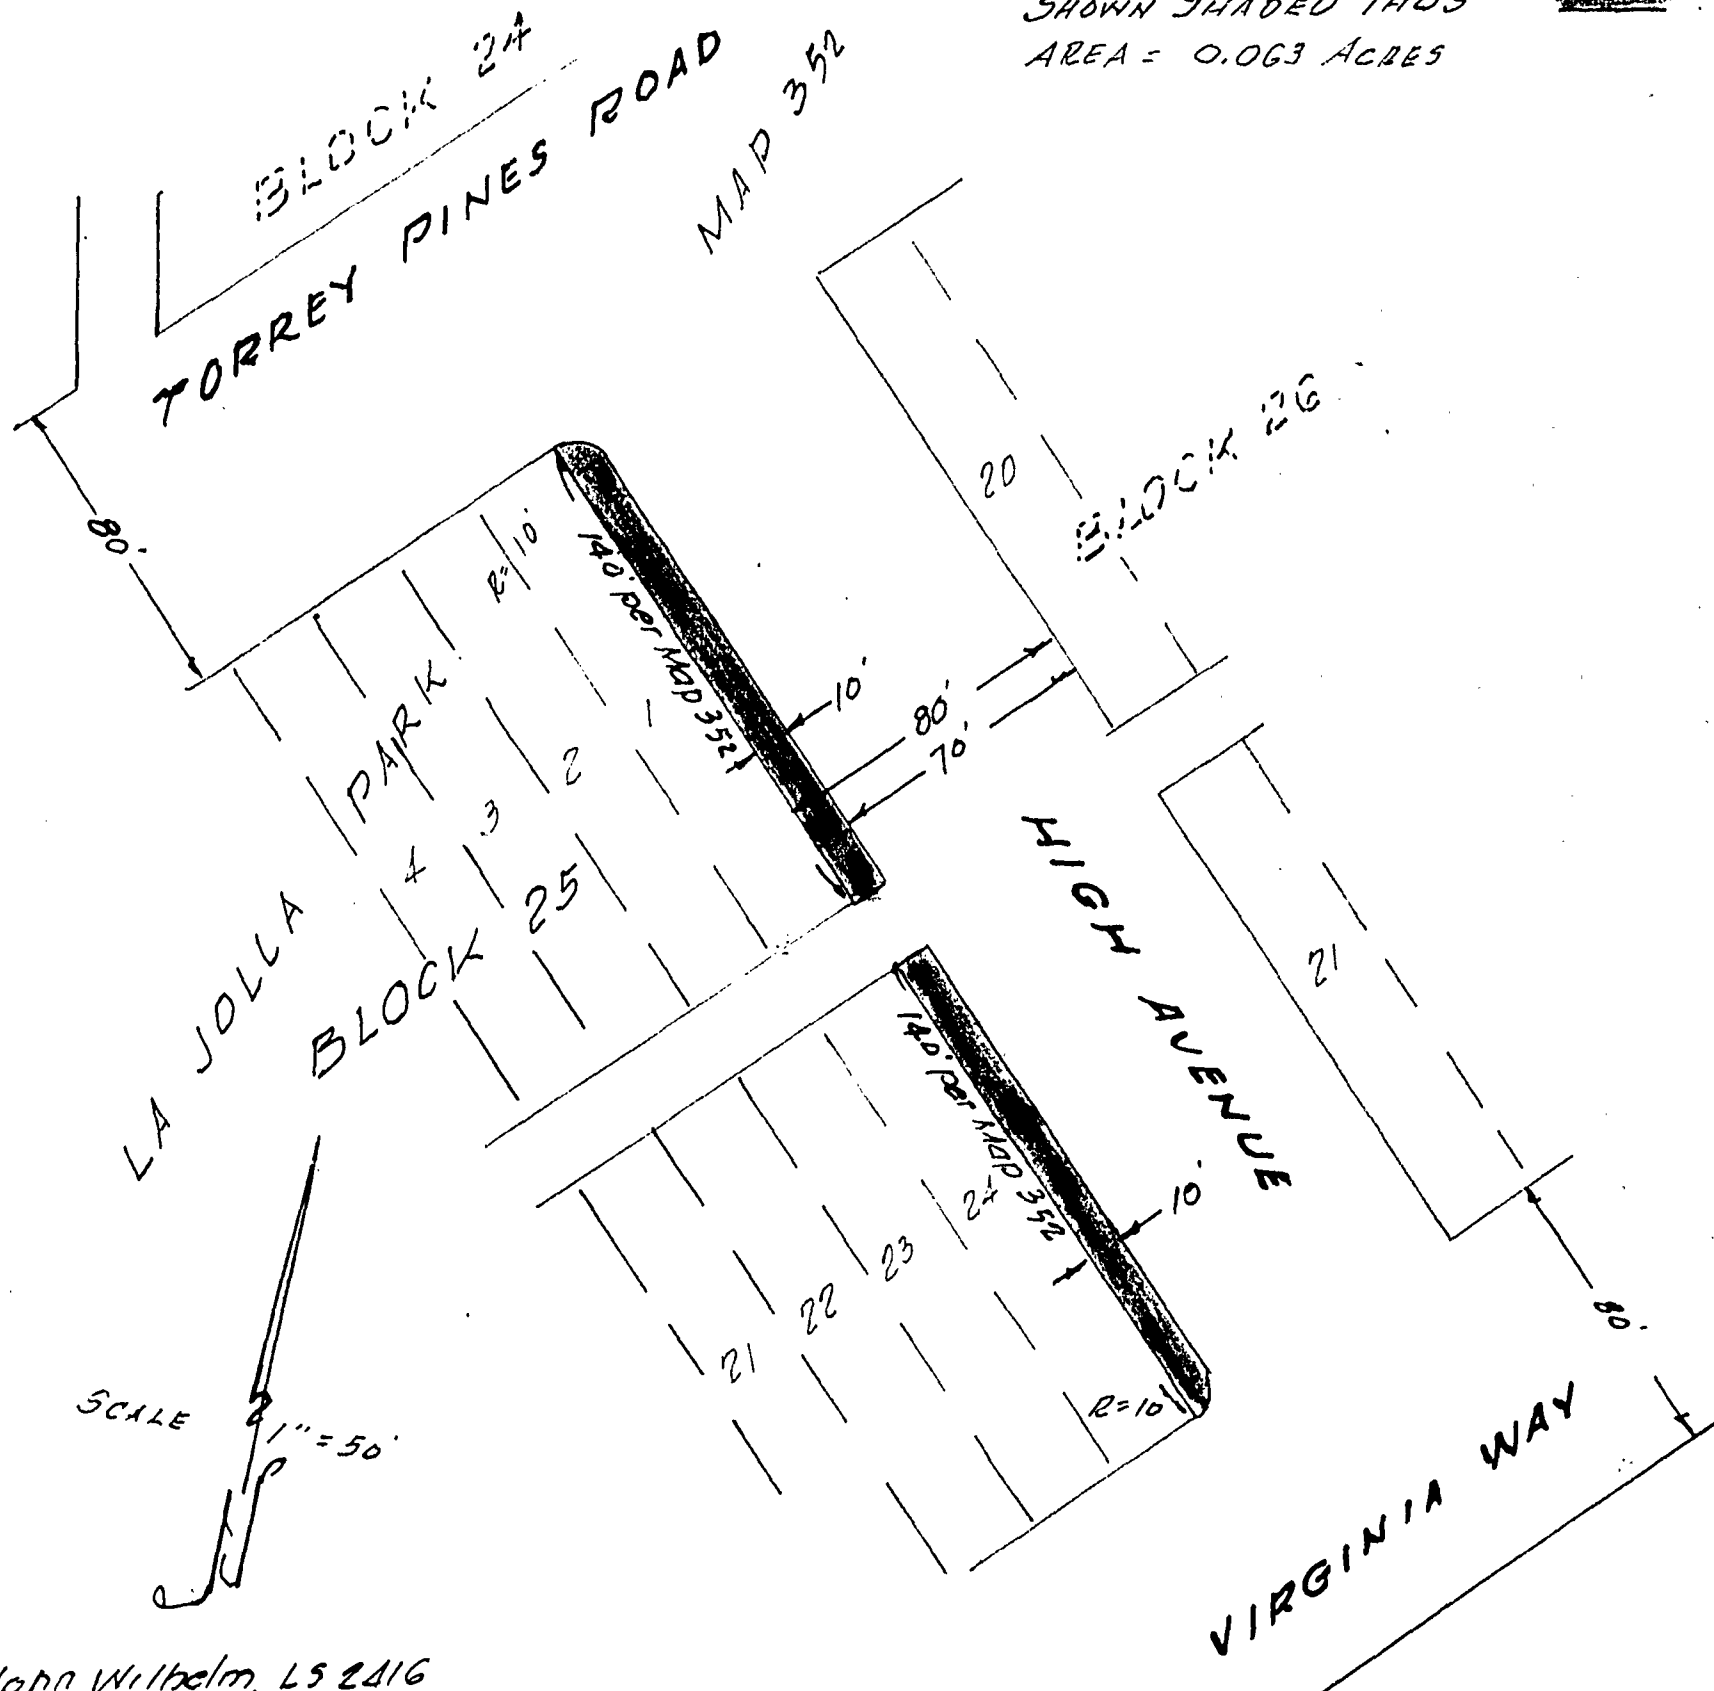 SHOWN SHADED THUS
AREA = 0.063 ACRES
BLOCK 24
TORREY PINES ROAD
MAP 352
80'
R=10'
140' per Map 352
20
BLOCK 26
10'
80'
70'
LA JOLLA PARK
1
2
3
4
BLOCK 25
HIGH AVENUE
21
140' per Map 352
10'
24
23
22
21
R=10'
80'
VIRGINIA WAY
SCALE 1"=50'
John Wilhelm, LS 2416